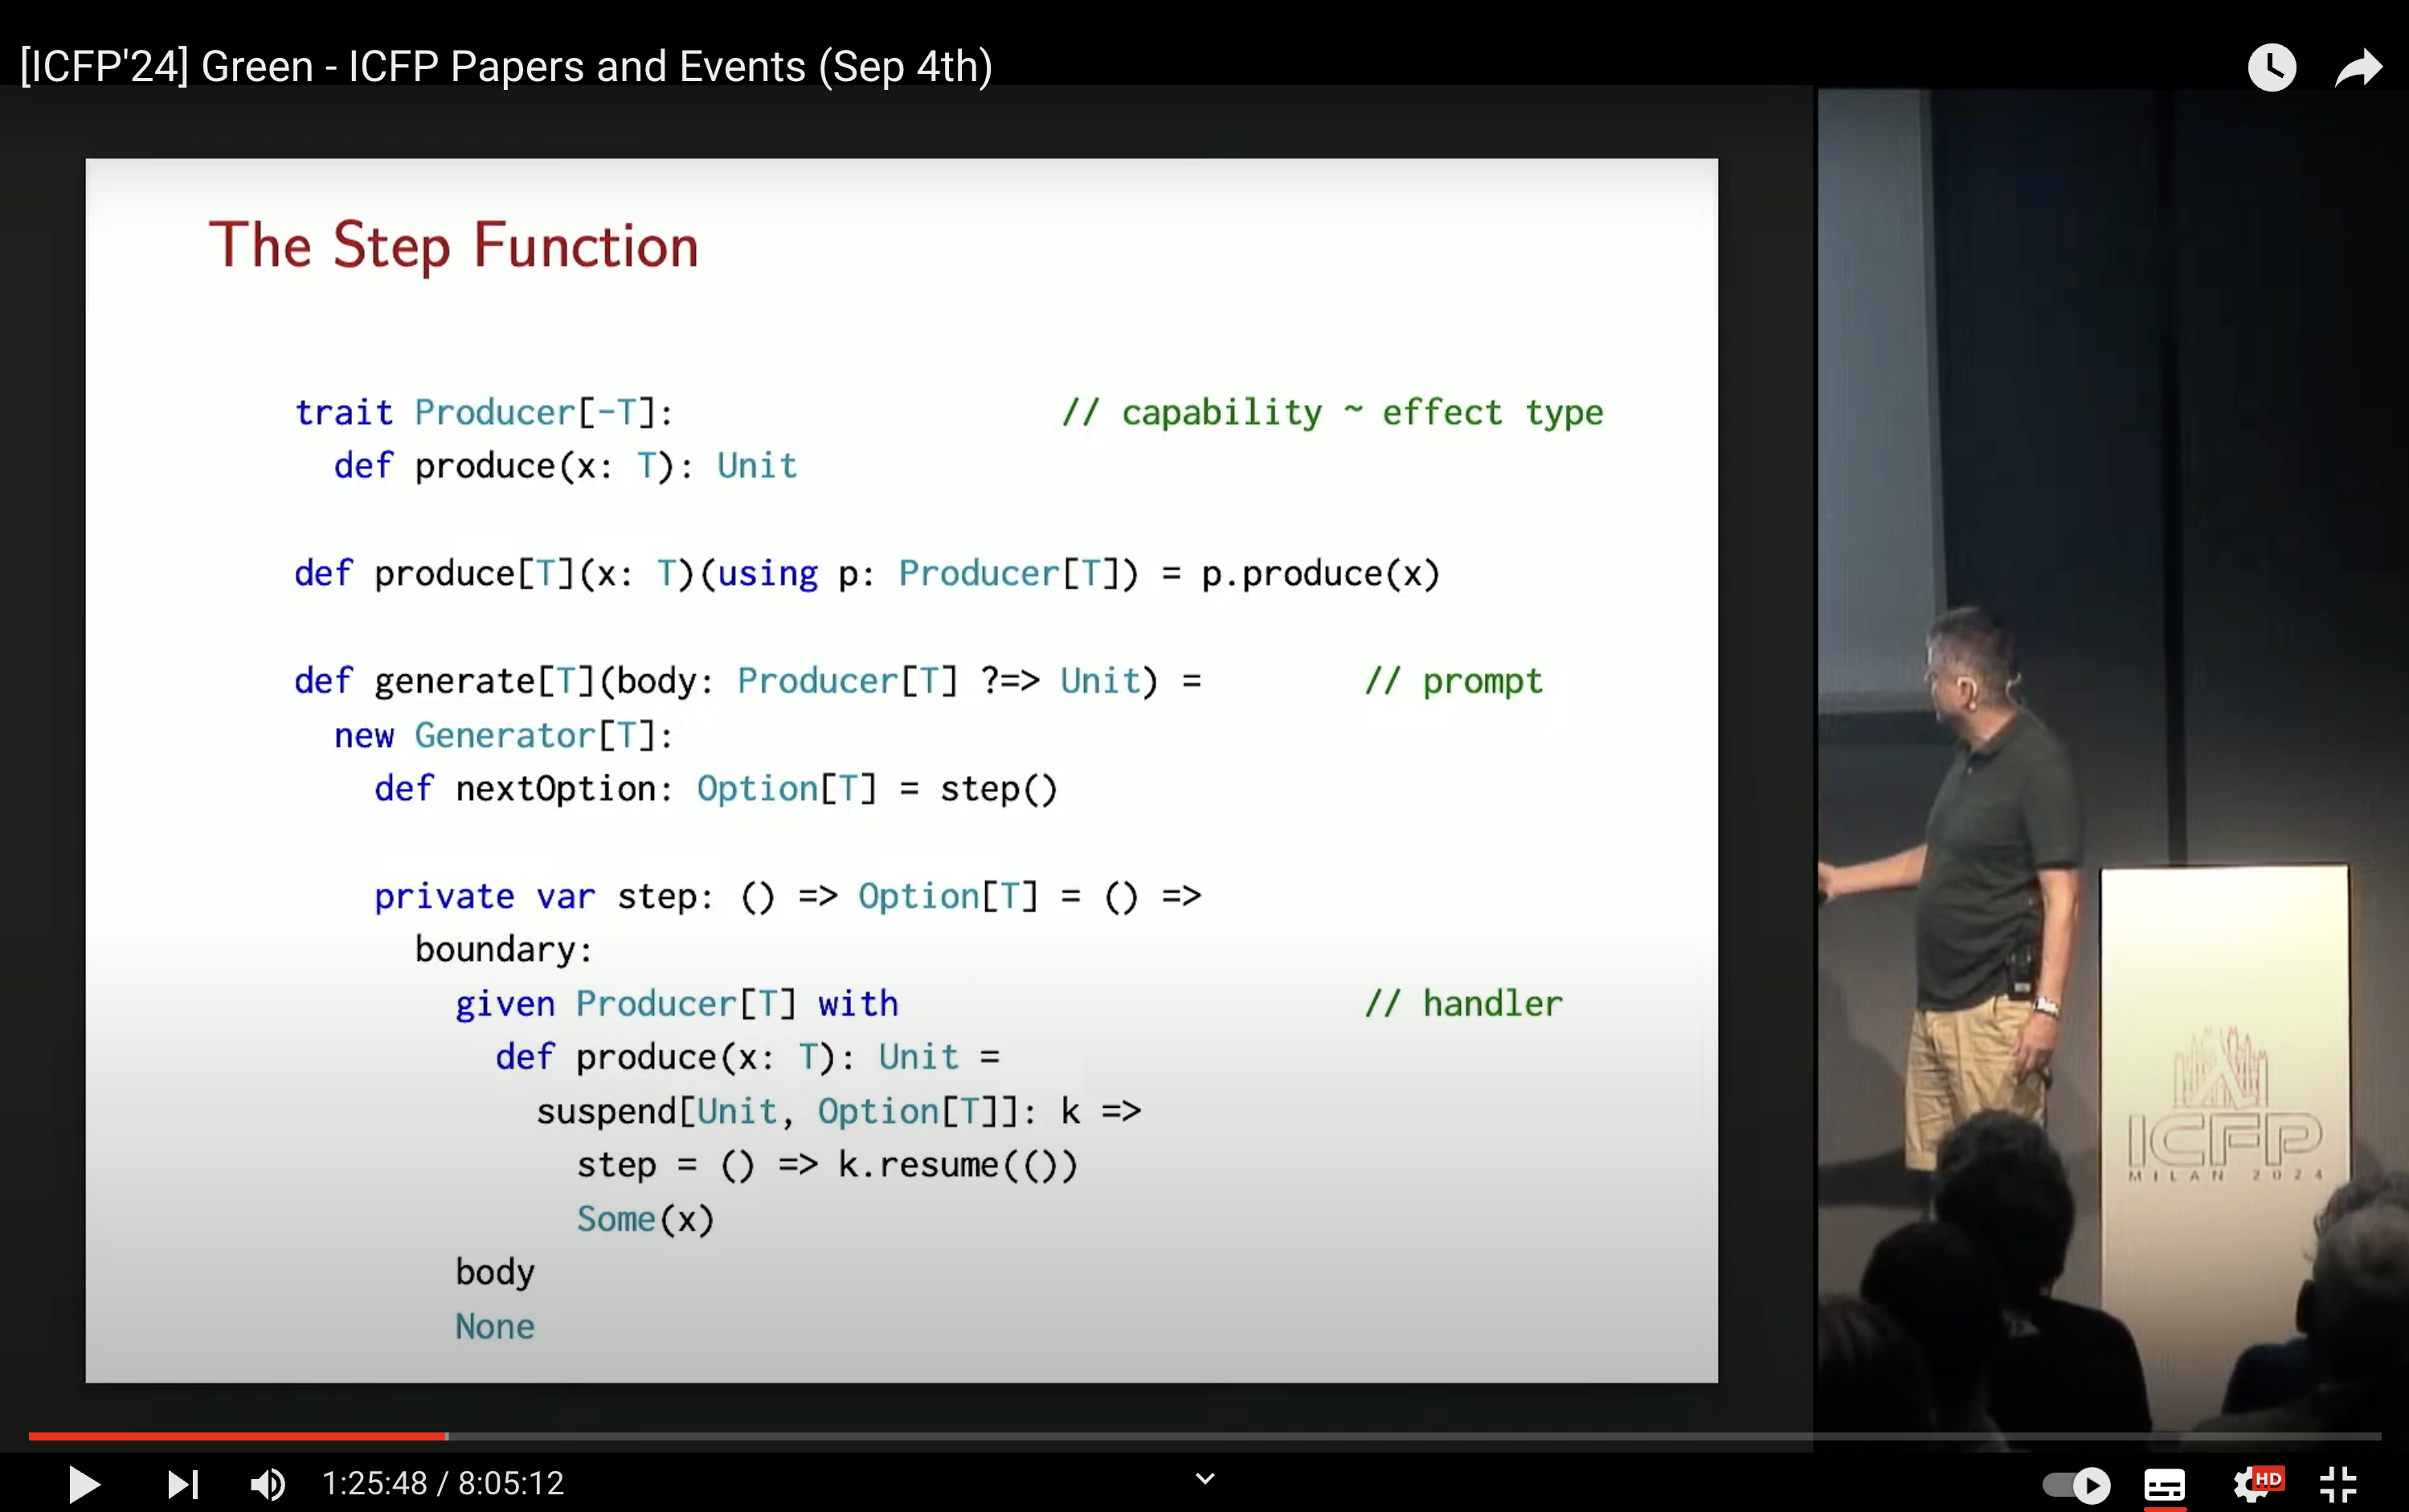 [ICFP'24] Green - ICFP Papers and Events (Sep 4th)
The Step Function
trait Producer[-T]: // capability ~ effect type
def produce(x: T): Unit
def produce[T](x: T)(using p: Producer[T]) = p.produce(x)
def generate[T](body: Producer[T] ?=> Unit) = // prompt
new Generator[T]:
def nextOption: Option[T] = step()
private var step: () => Option[T] = () =>
boundary:
given Producer[T] with // handler
def produce(x: T): Unit =
suspend[Unit, Option[T]]: k =>
step = () => k.resume(())
Some(x)
body
None
ICFP
MILAN 2024
1:25:48 / 8:05:12
HD